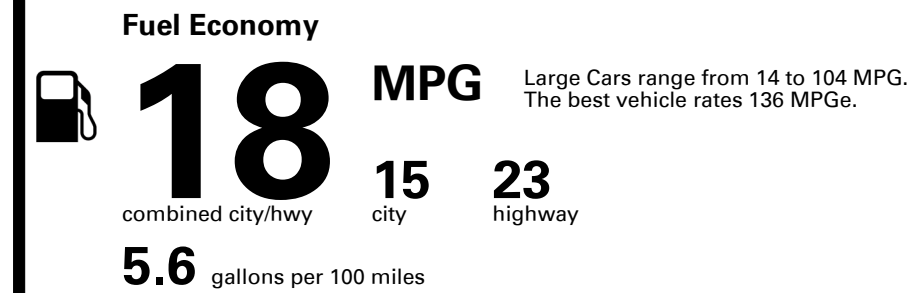 Fuel Economy
18 MPG
Large Cars range from 14 to 104 MPG.
The best vehicle rates 136 MPGe.
15 23
combined city/hwy city highway
5.6 gallons per 100 miles